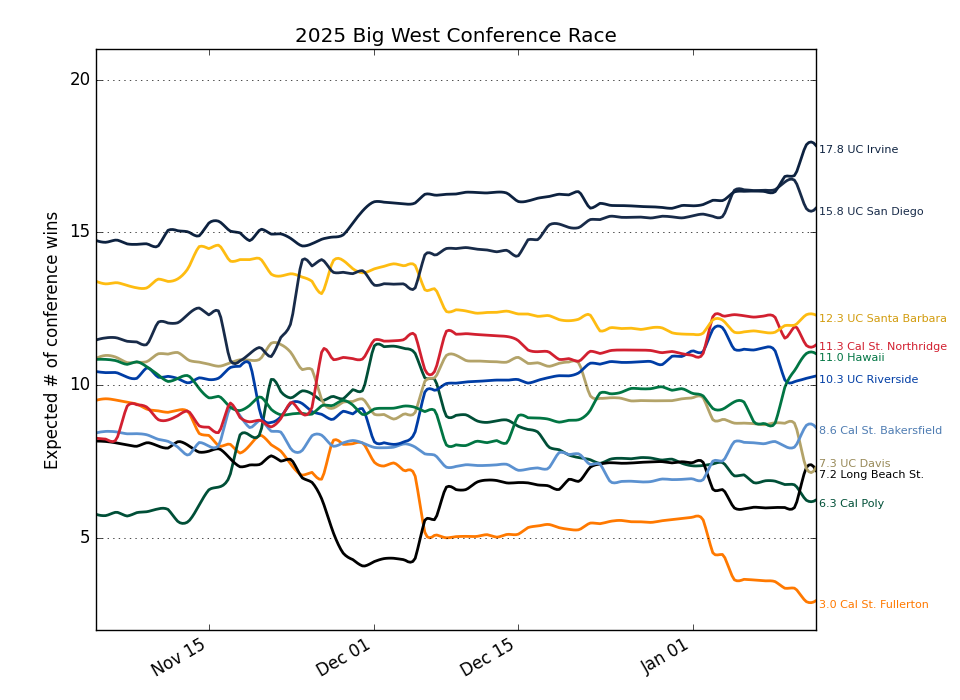 2025 Big West Conference Race
Expected # of conference wins
20
15
10
5
Nov 15
Dec 01
Dec 15
Jan 01
17.8 UC Irvine
15.8 UC San Diego
12.3 UC Santa Barbara
11.3 Cal St. Northridge
11.0 Hawaii
10.3 UC Riverside
8.6 Cal St. Bakersfield
7.3 UC Davis
7.2 Long Beach St.
6.3 Cal Poly
3.0 Cal St. Fullerton